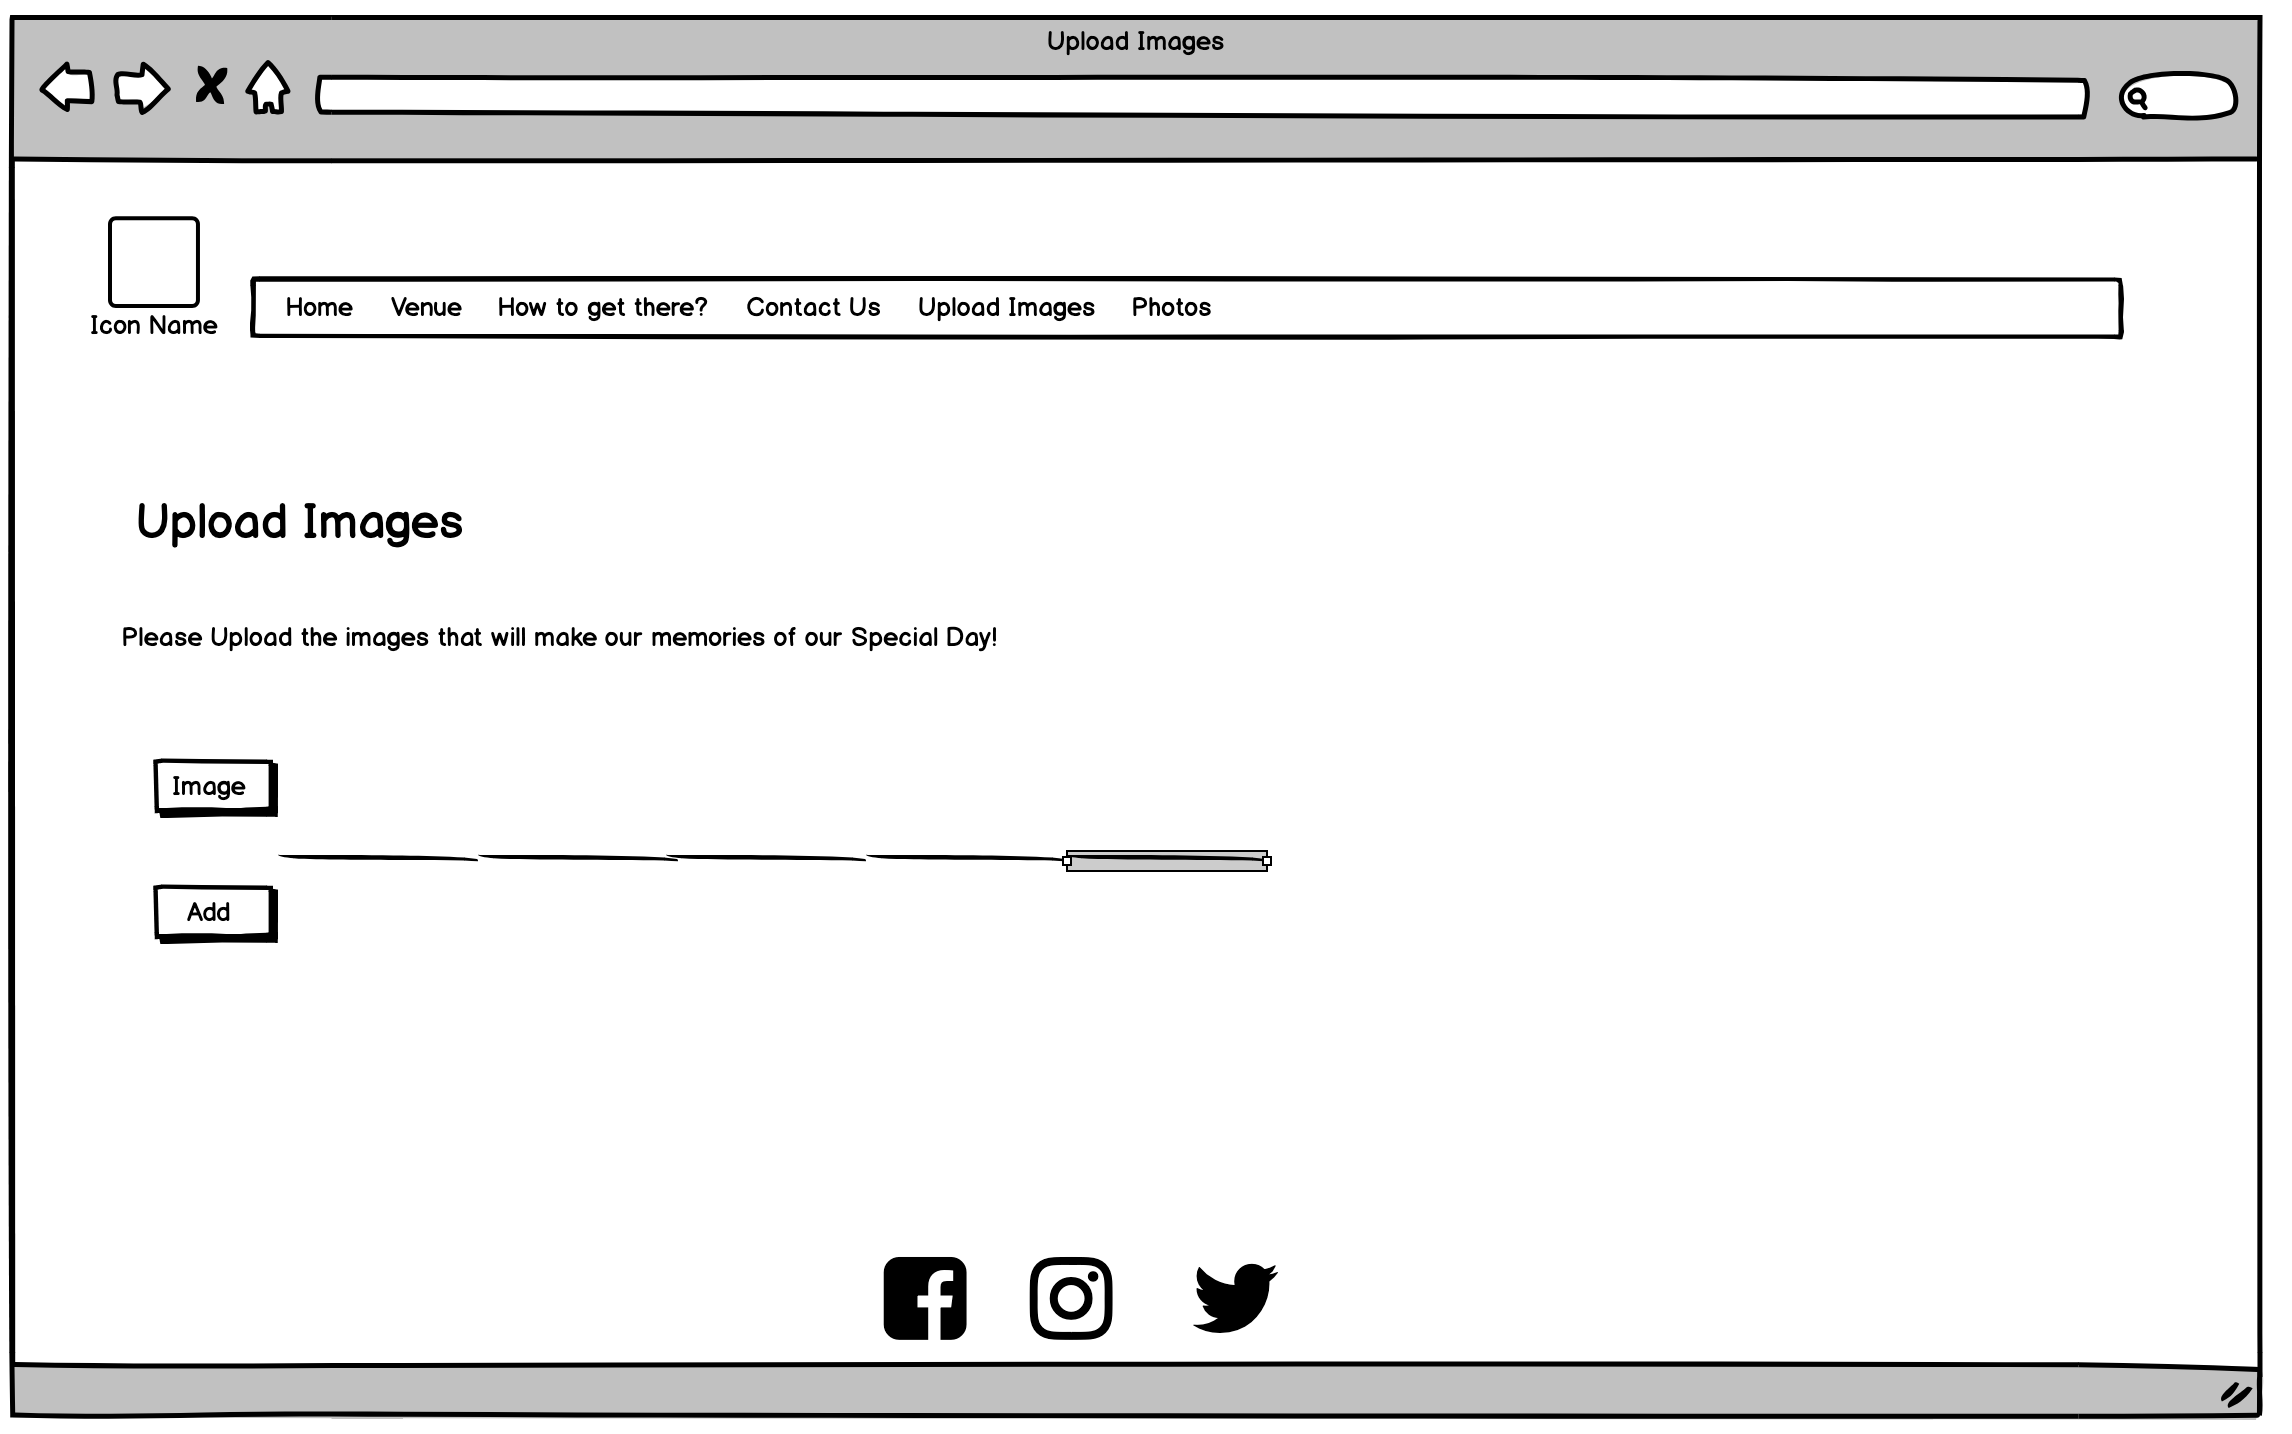 Upload Images
Icon Name
Home Venue How to get there? Contact Us Upload Images Photos
Upload Images
Please Upload the images that will make our memories of our Special Day!
Image
Add